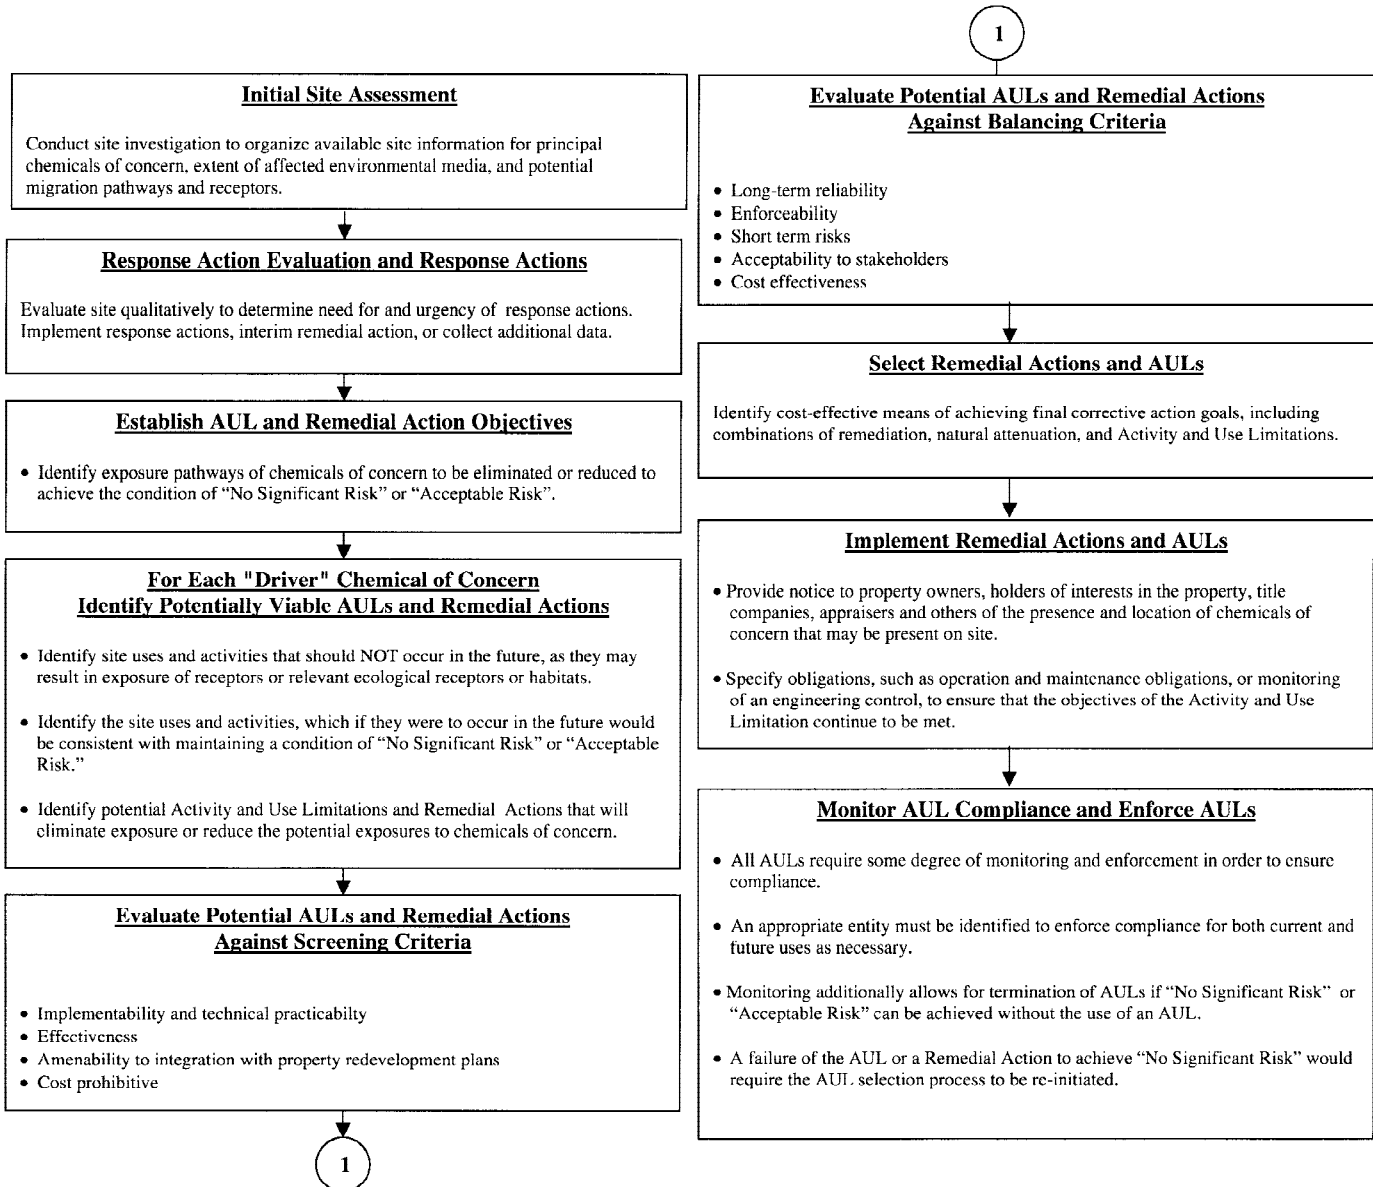 Initial Site Assessment
Conduct site investigation to organize available site information for principal
chemicals of concern, extent of affected environmental media, and potential
migration pathways and receptors.
Response Action Evaluation and Response Actions
Evaluate site qualitatively to determine need for and urgency of response actions.
Implement response actions, interim remedial action, or collect additional data.
Establish AUL and Remedial Action Objectives
• Identify exposure pathways of chemicals of concern to be eliminated or reduced to
achieve the condition of “No Significant Risk” or “Acceptable Risk”.
For Each "Driver" Chemical of Concern
Identify Potentially Viable AULs and Remedial Actions
• Identify site uses and activities that should NOT occur in the future, as they may
result in exposure of receptors or relevant ecological receptors or habitats.
• Identify the site uses and activities, which if they were to occur in the future would
be consistent with maintaining a condition of “No Significant Risk” or “Acceptable
Risk.”
• Identify potential Activity and Use Limitations and Remedial Actions that will
eliminate exposure or reduce the potential exposures to chemicals of concern.
Evaluate Potential AULs and Remedial Actions
Against Screening Criteria
• Implementability and technical practicabilty
• Effectiveness
• Amenability to integration with property redevelopment plans
• Cost prohibitive
1
1
Evaluate Potential AULs and Remedial Actions
Against Balancing Criteria
• Long-term reliability
• Enforceability
• Short term risks
• Acceptability to stakeholders
• Cost effectiveness
Select Remedial Actions and AULs
Identify cost-effective means of achieving final corrective action goals, including
combinations of remediation, natural attenuation, and Activity and Use Limitations.
Implement Remedial Actions and AULs
• Provide notice to property owners, holders of interests in the property, title
companies, appraisers and others of the presence and location of chemicals of
concern that may be present on site.
• Specify obligations, such as operation and maintenance obligations, or monitoring
of an engineering control, to ensure that the objectives of the Activity and Use
Limitation continue to be met.
Monitor AUL Compliance and Enforce AULs
• All AULs require some degree of monitoring and enforcement in order to ensure
compliance.
• An appropriate entity must be identified to enforce compliance for both current and
future uses as necessary.
• Monitoring additionally allows for termination of AULs if “No Significant Risk” or
“Acceptable Risk” can be achieved without the use of an AUL.
• A failure of the AUL or a Remedial Action to achieve “No Significant Risk” would
require the AUL selection process to be re-initiated.